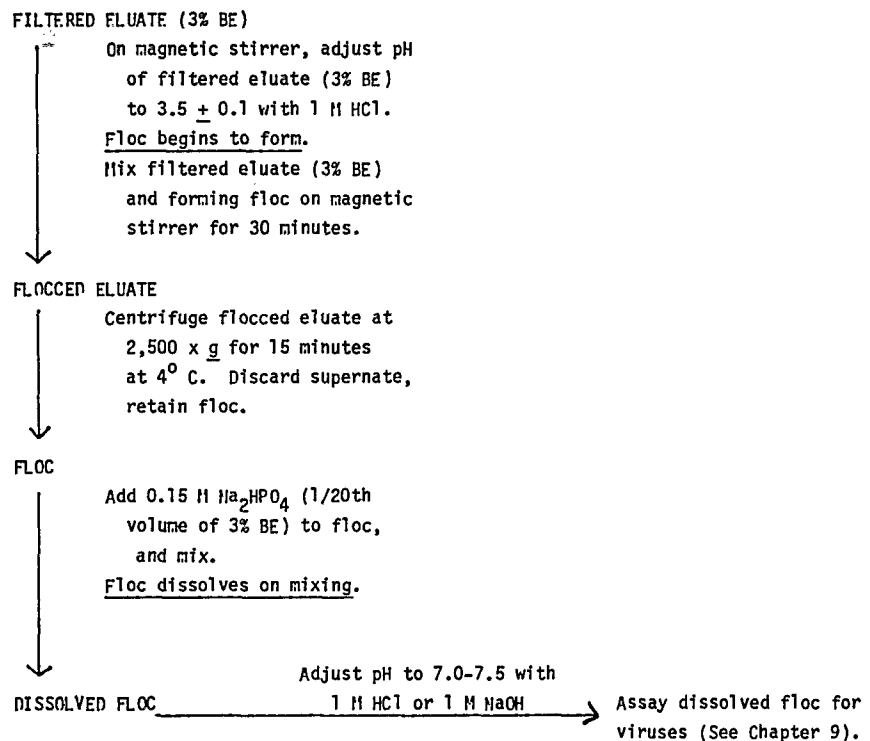 FILTERED ELUATE (3% BE)
On magnetic stirrer, adjust pH
of filtered eluate (3% BE)
to 3.5 ± 0.1 with 1 M HCl.
Floc begins to form.
Mix filtered eluate (3% BE)
and forming floc on magnetic
stirrer for 30 minutes.
FLOCCED ELUATE
Centrifuge flocced eluate at
2,500 x g for 15 minutes
at 4° C. Discard supernate,
retain floc.
FLOC
Add 0.15 M Na₂HPO₄ (1/20th
volume of 3% BE) to floc,
and mix.
Floc dissolves on mixing.
Adjust pH to 7.0-7.5 with
DISSOLVED FLOC 1 M HCl or 1 M NaOH Assay dissolved floc for
viruses (See Chapter 9).